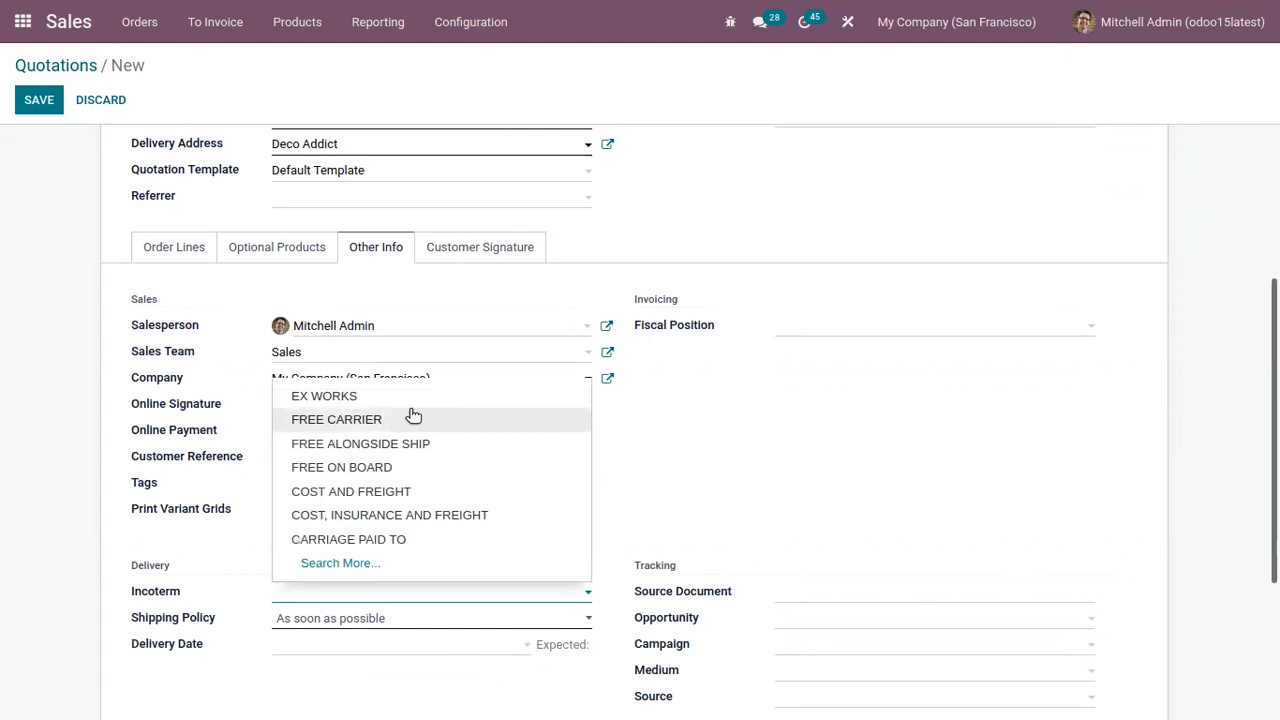 Sales Orders To Invoice Products Reporting Configuration 28 45 My Company (San Francisco) Mitchell Admin (odoo15latest)
Quotations / New
SAVE DISCARD
Delivery Address Deco Addict
Quotation Template Default Template
Referrer
Order Lines Optional Products Other Info Customer Signature
Sales Invoicing
Salesperson Mitchell Admin Fiscal Position
Sales Team Sales
Company My Company (San Francisco)
EX WORKS
Online Signature
FREE CARRIER
Online Payment
FREE ALONGSIDE SHIP
Customer Reference
FREE ON BOARD
Tags
COST AND FREIGHT
Print Variant Grids
COST, INSURANCE AND FREIGHT
CARRIAGE PAID TO
Search More...
Delivery Tracking
Incoterm Source Document
Shipping Policy As soon as possible Opportunity
Delivery Date Expected: Campaign
Medium
Source